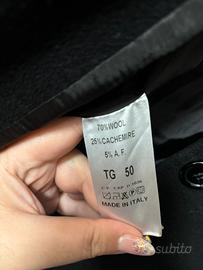 70%WOOL
25%CACHEMIRE
5% A.F.
TG 50
MADE IN ITALY
subito